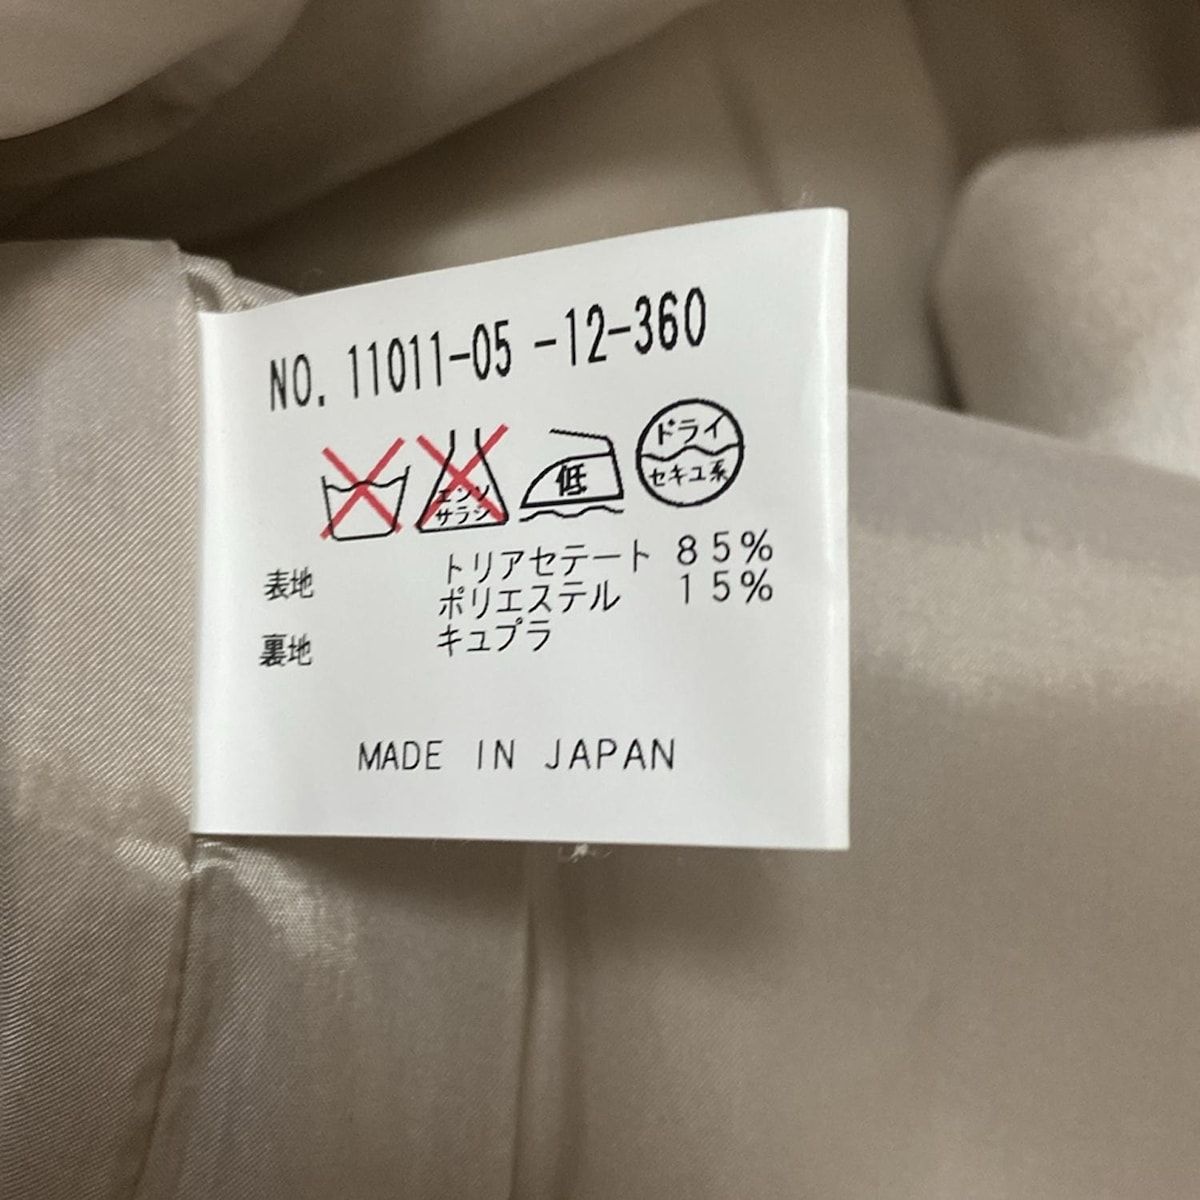 NO. 11011-05 -12-360
エンソ
サラシ
低
ドライ
セキユ系
表地 トリアセテート 85%
ポリエステル 15%
裏地 キュプラ
MADE IN JAPAN